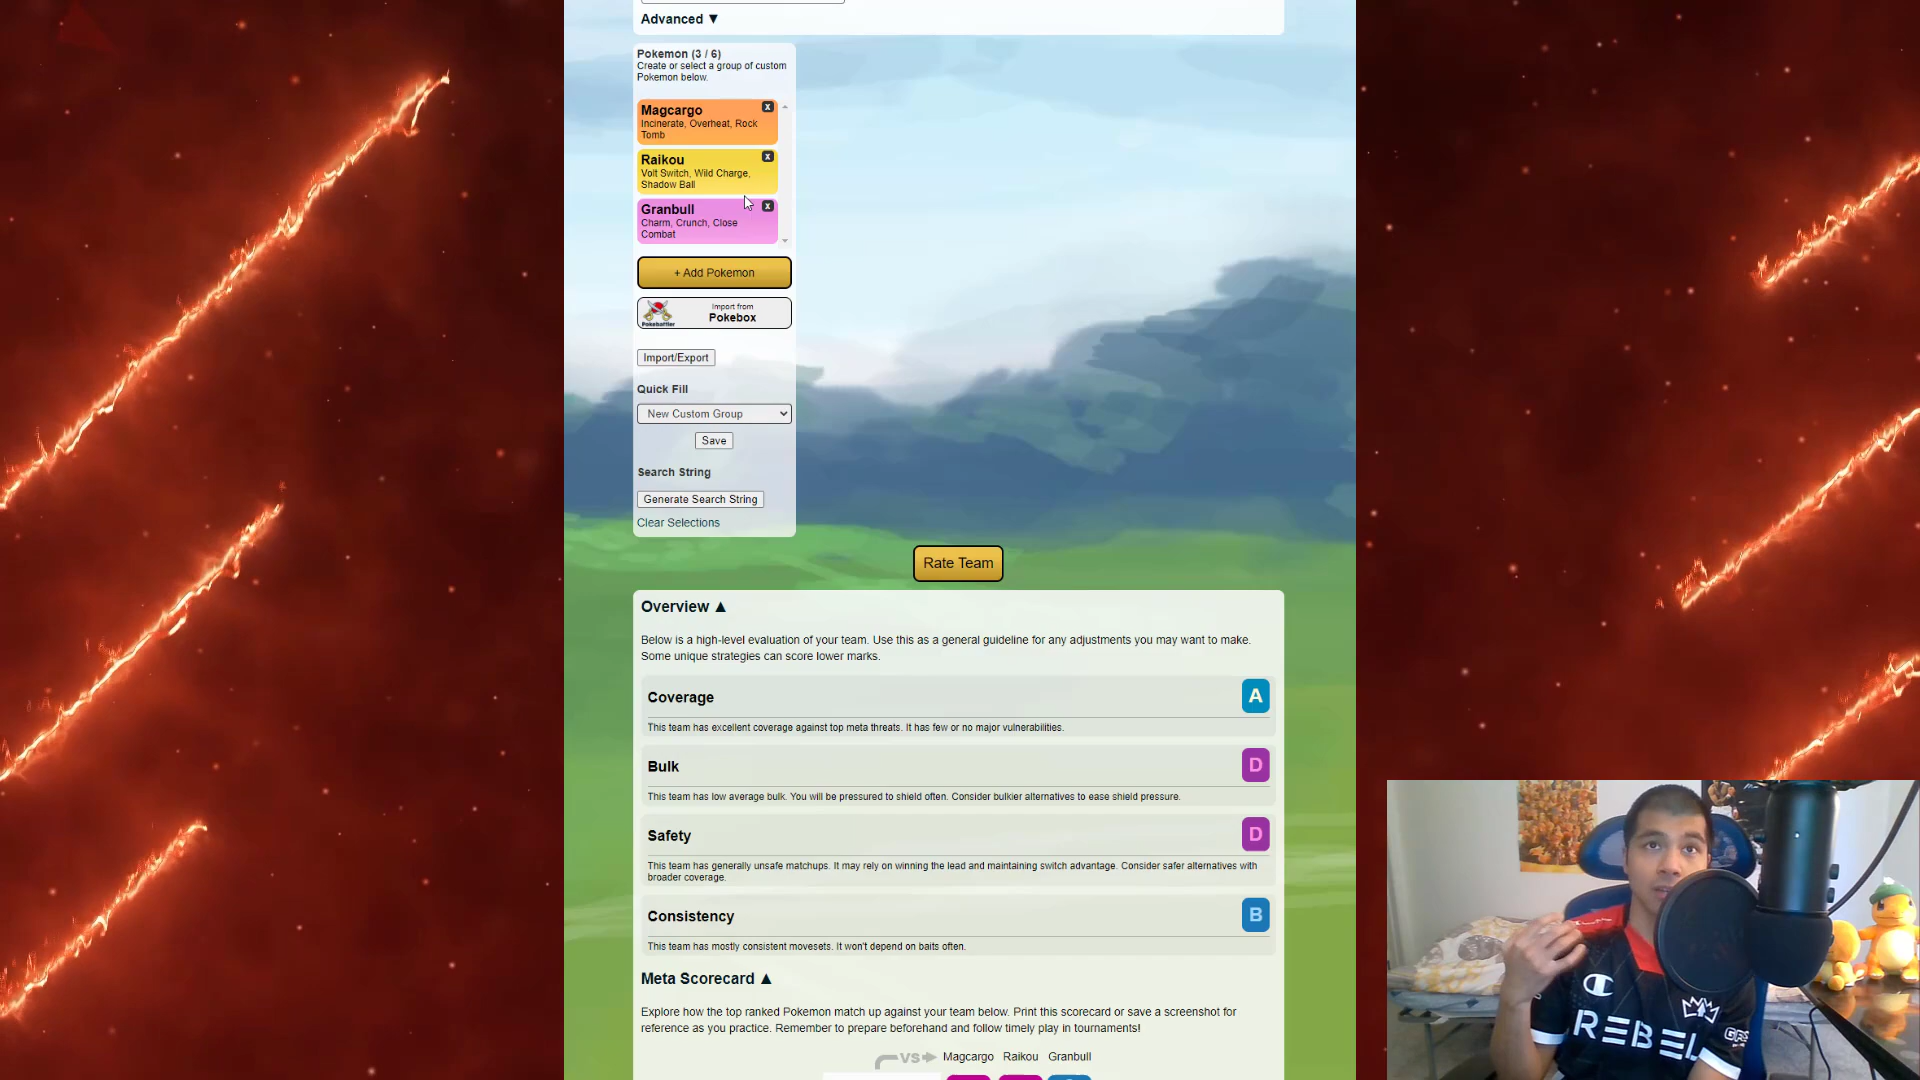 Advanced ▼
Pokemon (3 / 6)
Create or select a group of custom
Pokemon below.
Magcargo
x
Incinerate, Overheat, Rock
Tomb
Raikou
x
Volt Switch, Wild Charge,
Shadow Ball
Granbull
x
Charm, Crunch, Close
Combat
+ Add Pokemon
Import from
Pokebox
Pokebattler
Import/Export
Quick Fill
New Custom Group
Save
Search String
Generate Search String
Clear Selections
Rate Team
Overview ▲
Below is a high-level evaluation of your team. Use this as a general guideline for any adjustments you may want to make.
Some unique strategies can score lower marks.
Coverage
A
This team has excellent coverage against top meta threats. It has few or no major vulnerabilities.
Bulk
D
This team has low average bulk. You will be pressured to shield often. Consider bulkier alternatives to ease shield pressure.
Safety
D
This team has generally unsafe matchups. It may rely on winning the lead and maintaining switch advantage. Consider safer alternatives with
broader coverage.
Consistency
B
This team has mostly consistent movesets. It won't depend on baits often.
Meta Scorecard ▲
Explore how the top ranked Pokemon match up against your team below. Print this scorecard or save a screenshot for
reference as you practice. Remember to prepare beforehand and follow timely play in tournaments!
VS
Magcargo Raikou Granbull
REBEL